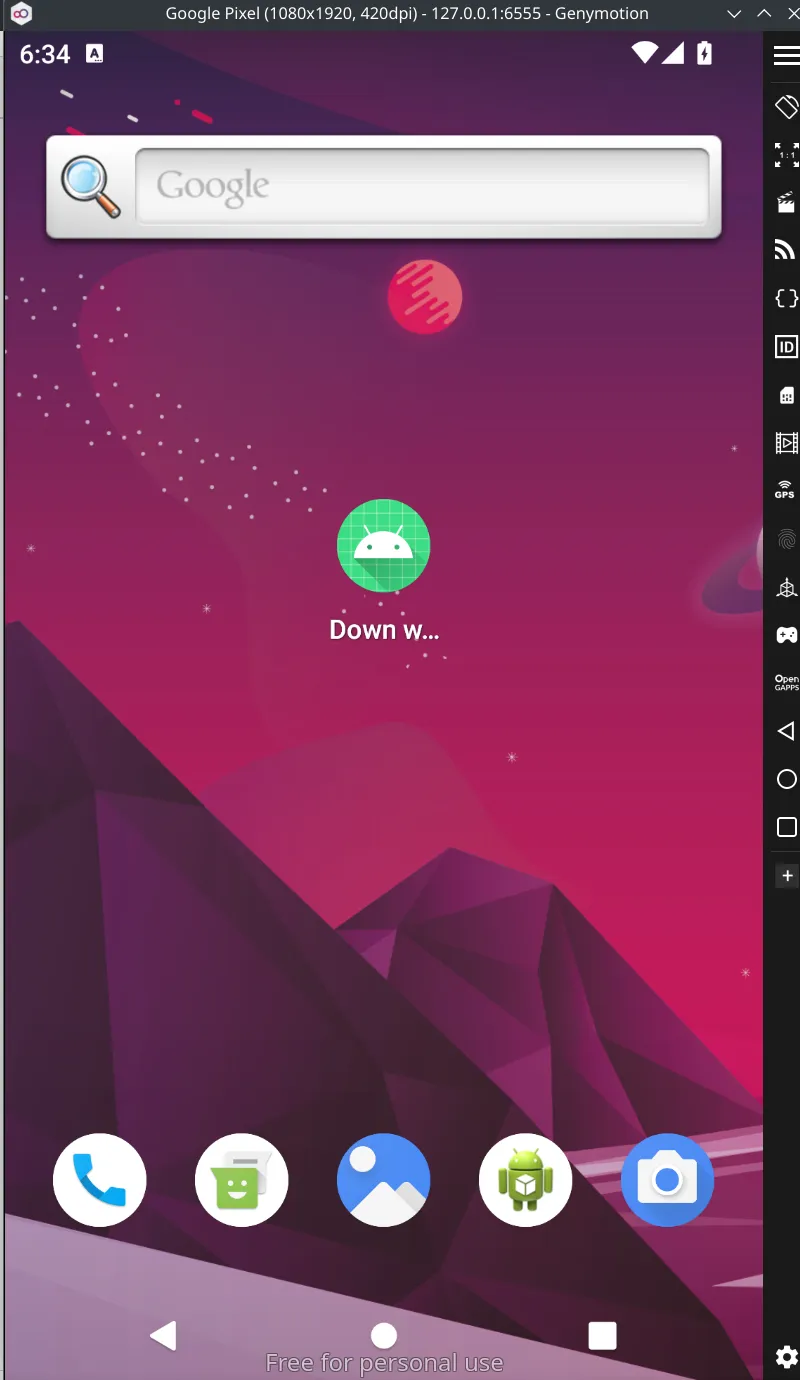 Google Pixel (1080x1920, 420dpi) - 127.0.0.1:6555 - Genymotion
6:34 A
Google
1:1
ID
GPS
Down w...
Open
GAPPS
Free for personal use